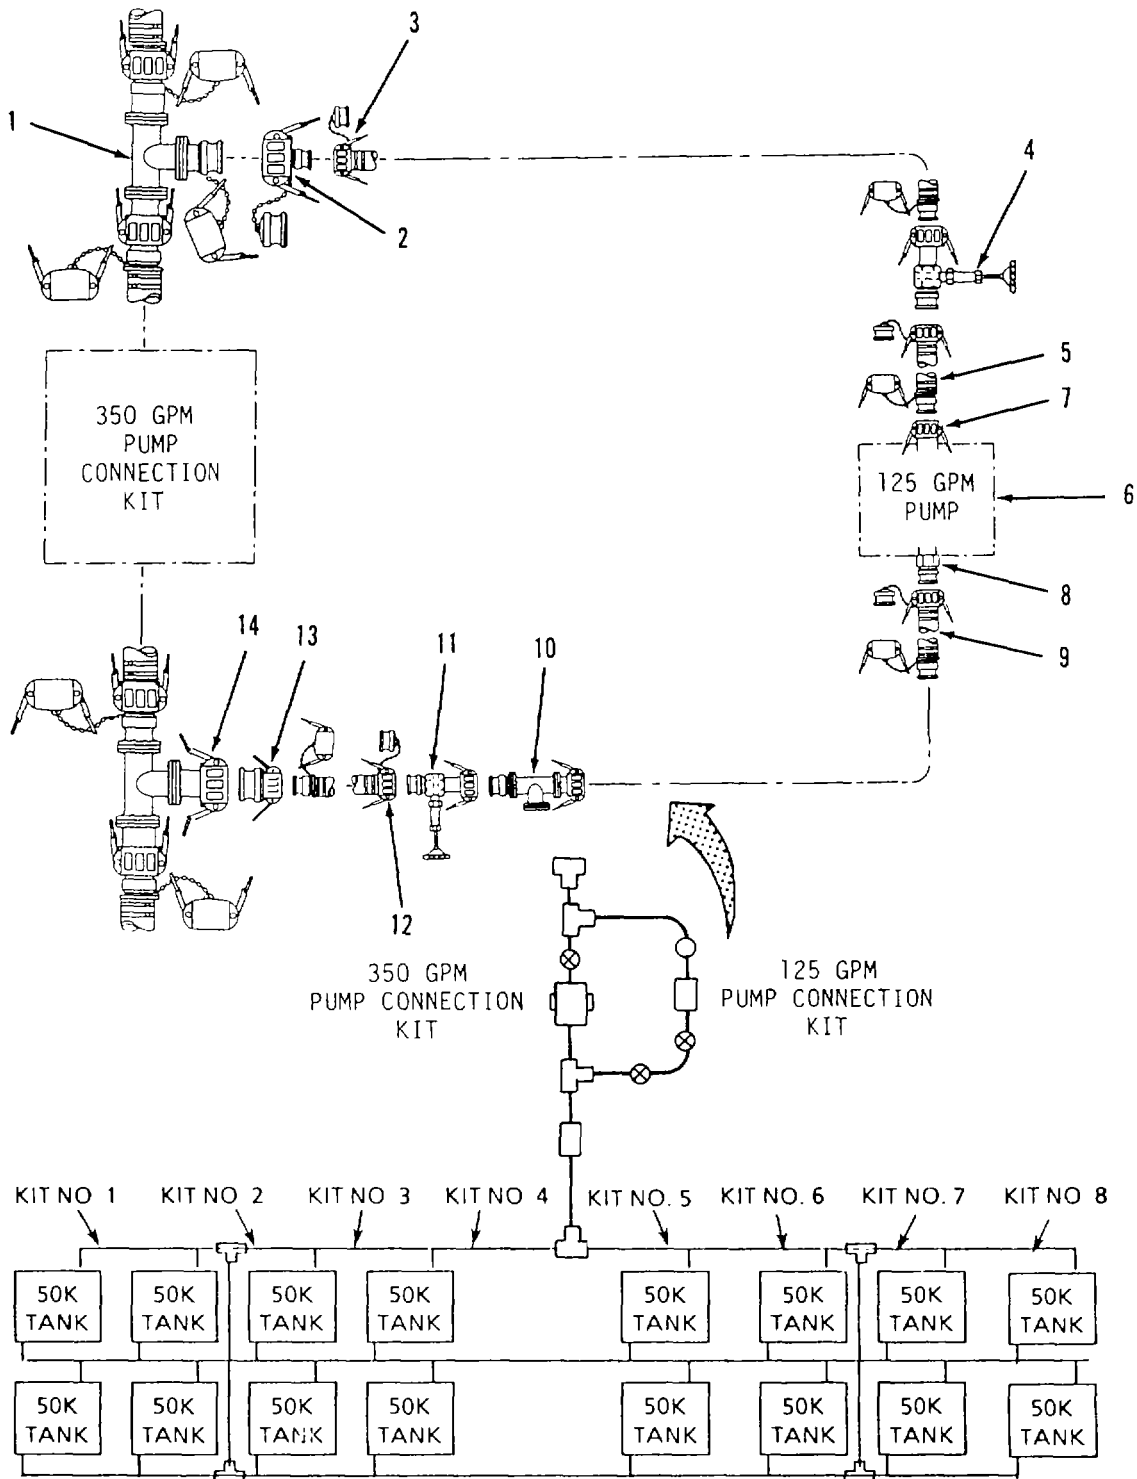 3
1
4
2
5
7
350 GPM
PUMP
CONNECTION
KIT
125 GPM
PUMP
6
8
14
13
11
10
9
12
350 GPM
PUMP CONNECTION
KIT
125 GPM
PUMP CONNECTION
KIT
KIT NO 1
KIT NO 2
KIT NO 3
KIT NO 4
KIT NO. 5
KIT NO. 6
KIT NO. 7
KIT NO 8
50K
TANK
50K
TANK
50K
TANK
50K
TANK
50K
TANK
50K
TANK
50K
TANK
50K
TANK
50K
TANK
50K
TANK
50K
TANK
50K
TANK
50K
TANK
50K
TANK
50K
TANK
50K
TANK